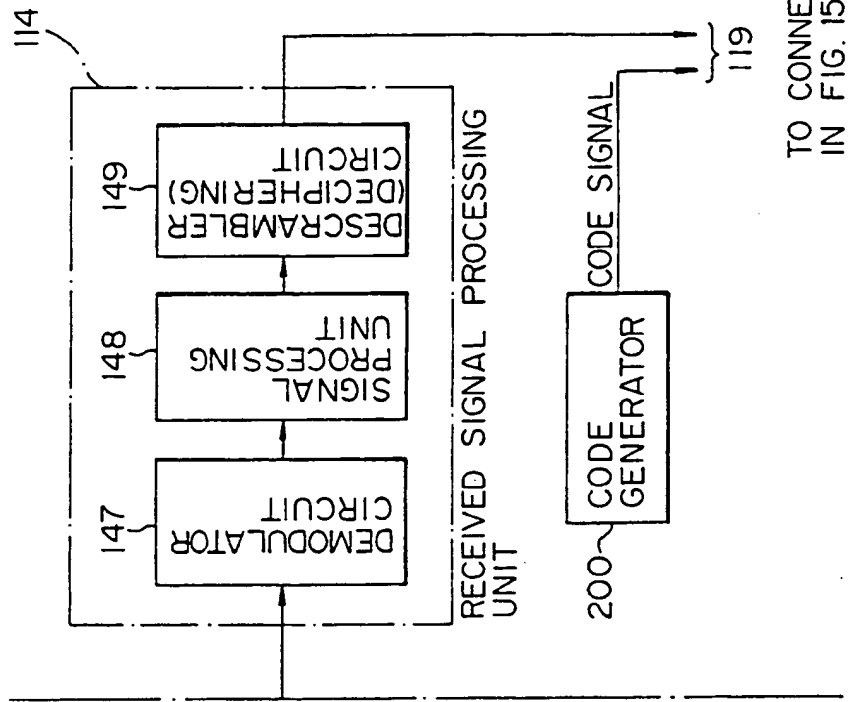 114
147
148
149
DEMODULATOR
CIRCUIT
SIGNAL
PROCESSING
UNIT
DESCRAMBLER
(DECIPHERING)
CIRCUIT
RECEIVED SIGNAL PROCESSING
UNIT
200
CODE
GENERATOR
CODE SIGNAL
119
TO CONNE
IN FIG. 15